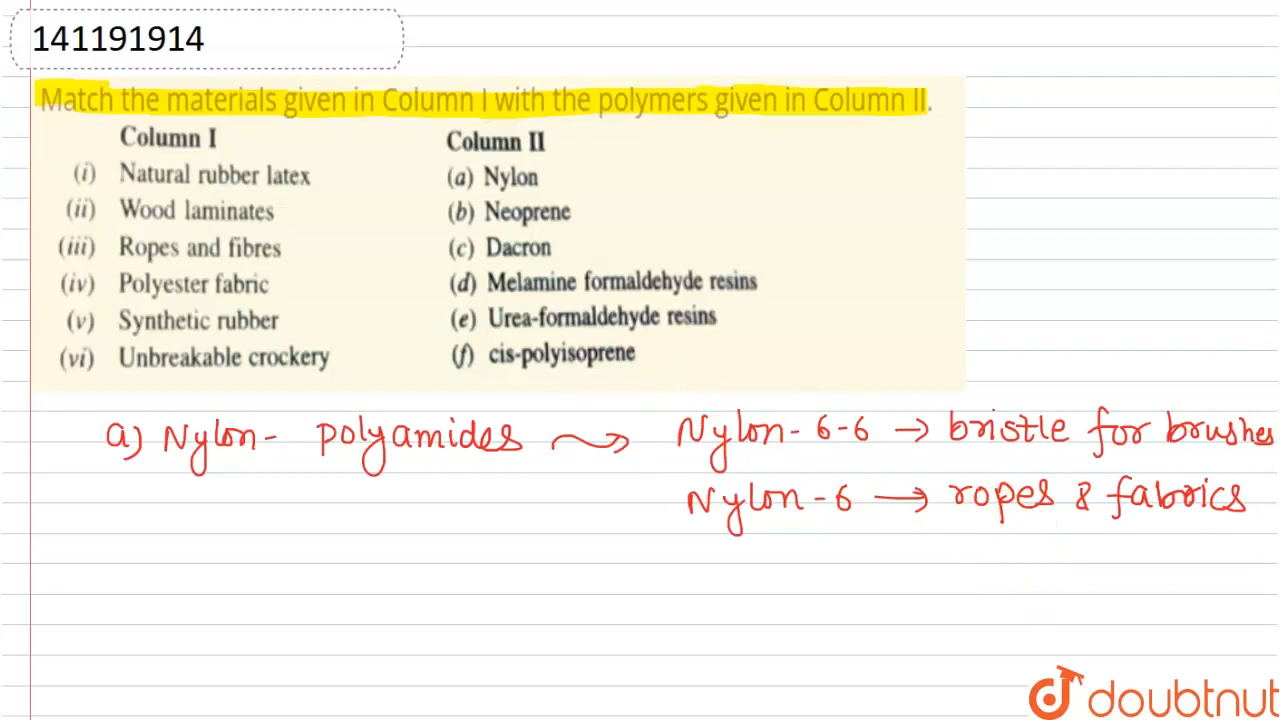 141191914
Match the materials given in Column I with the polymers given in Column II.
Column I Column II
(i) Natural rubber latex (a) Nylon
(ii) Wood laminates (b) Neoprene
(iii) Ropes and fibres (c) Dacron
(iv) Polyester fabric (d) Melamine formaldehyde resins
(v) Synthetic rubber (e) Urea-formaldehyde resins
(vi) Unbreakable crockery (f) cis-polyisoprene
a) Nylon - polyamides → Nylon - 6-6 → bristle for brushes
Nylon - 6 → ropes & fabrics
doubtnut